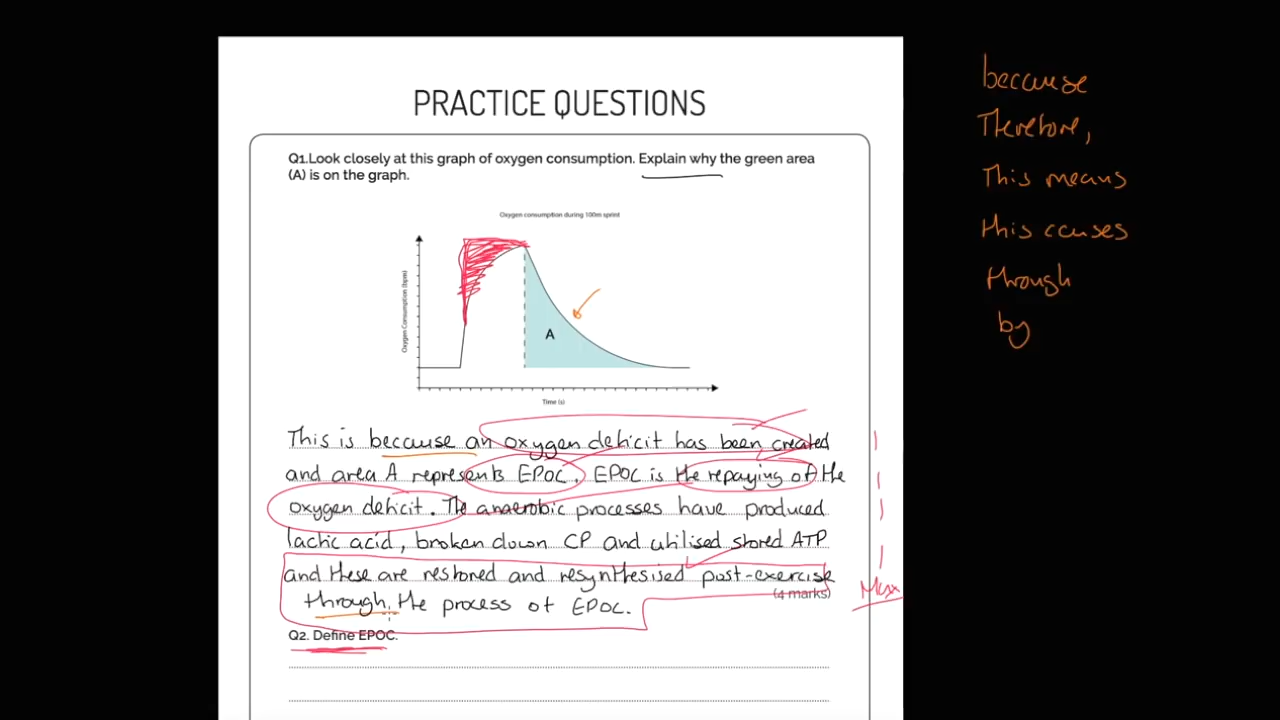 PRACTICE QUESTIONS
Q1.Look closely at this graph of oxygen consumption. Explain why the green area
(A) is on the graph.
Oxygen consumption during 100m sprint
Oxygen Consumption (bpm)
A
Time (s)
This is because an oxygen deficit has been created
and area A represents EPOC. EPOC is the repaying of the
oxygen deficit. The anaerobic processes have produced
lactic acid, broken down CP and utilised stored ATP
and these are restored and resynthesised post-exercise
(4 marks)
through the process of EPOC.
Max
Q2. Define EPOC.
because
Therefore,
This means
this causes
through
by